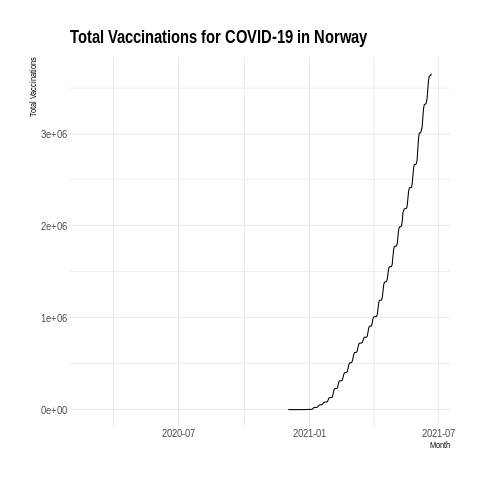 Total Vaccinations for COVID-19 in Norway
Total Vaccinations
3e+06
2e+06
1e+06
0e+00
2020-07
2021-01
2021-07
Month